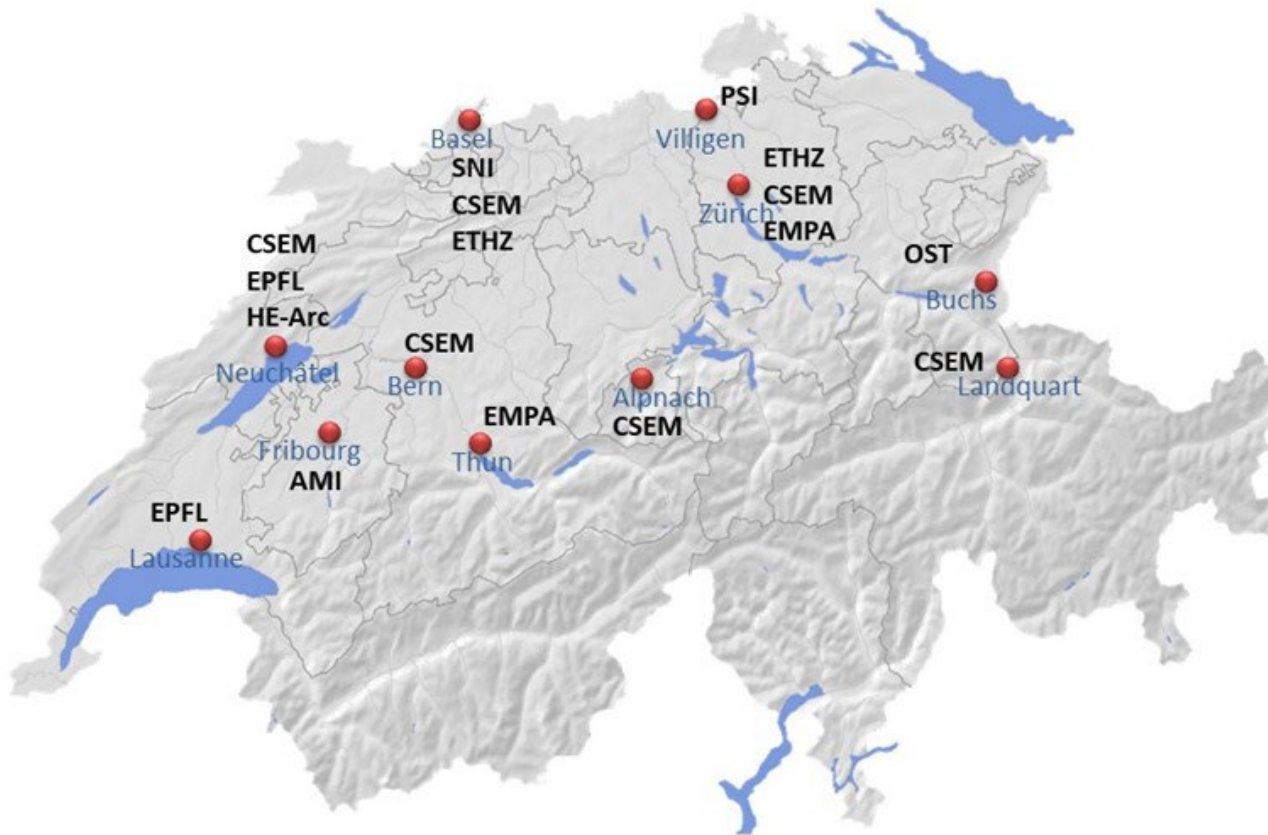 PSI
Basel
Villigen
SNI
CSEM
ETHZ
ETHZ
CSEM
Zürich
EMPA
CSEM
EPFL
HE-Arc
Neuchâtel
OST
Buchs
CSEM
Bern
Alpnach
CSEM
CSEM
Landquart
EMPA
Thun
Fribourg
AMI
EPFL
Lausanne